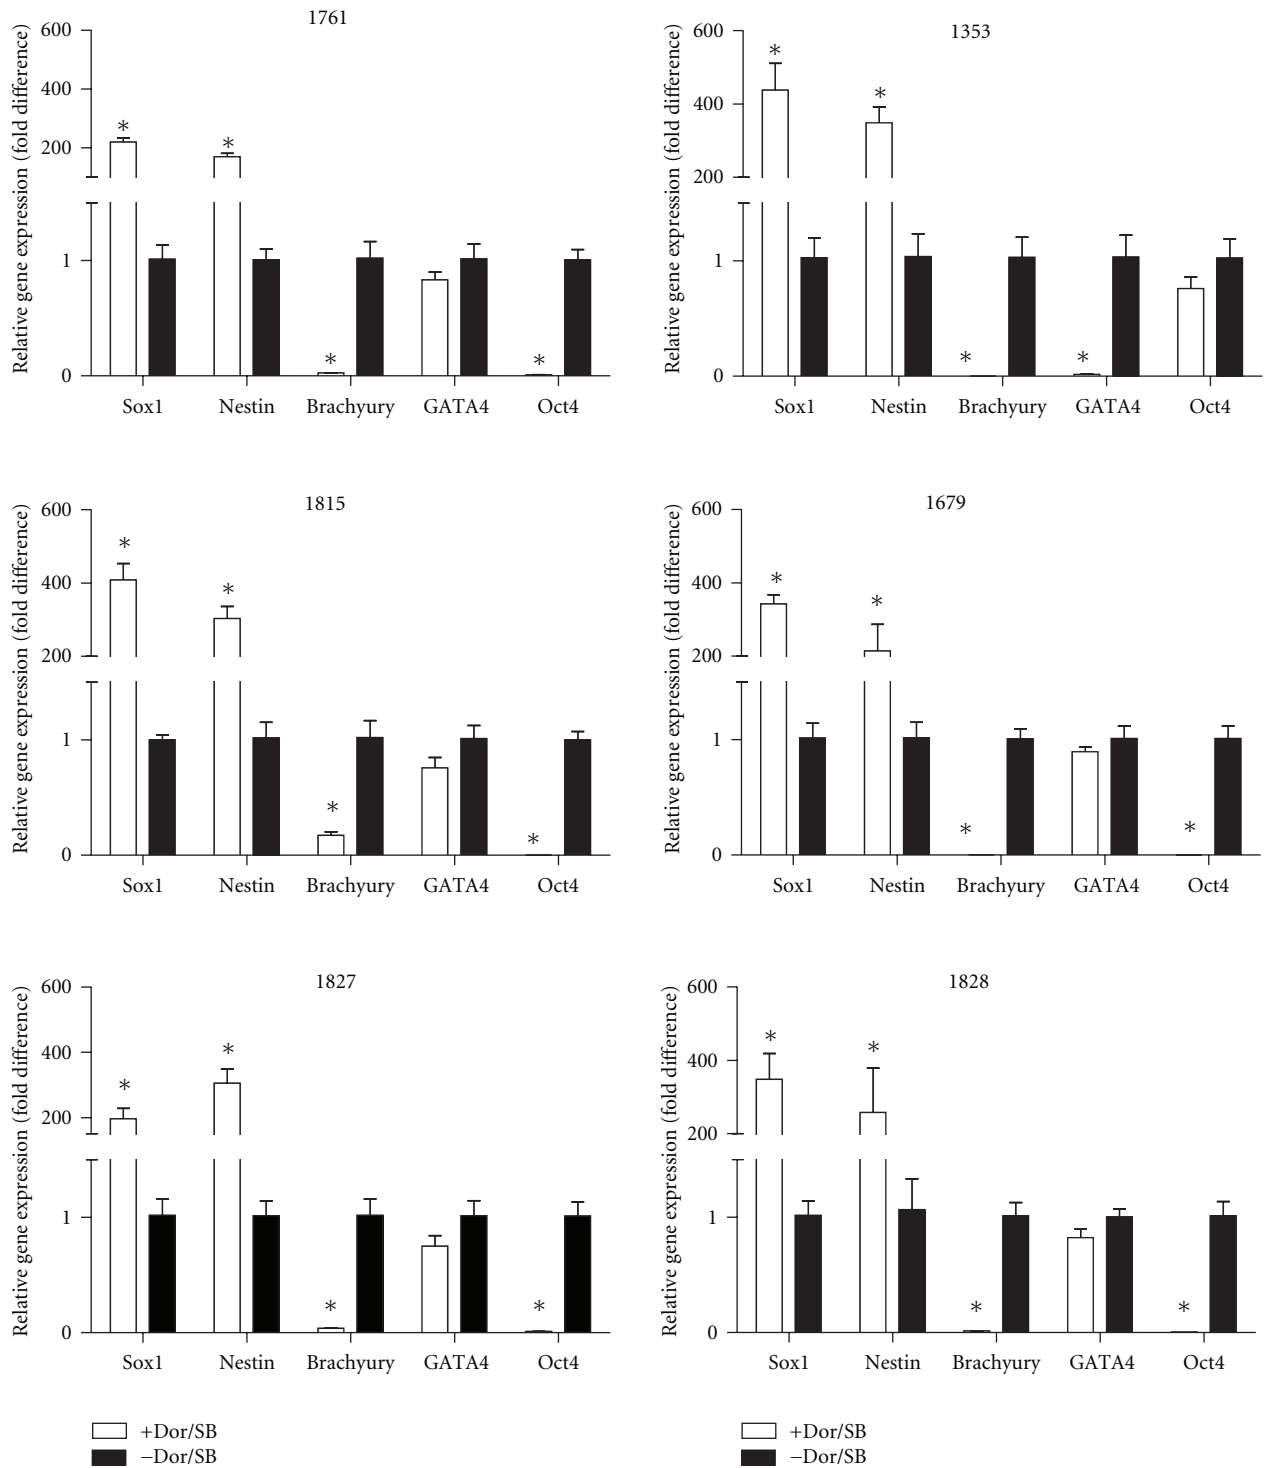 1761
Relative gene expression (fold difference)
600
400
200
1
0
* * * *
Sox1 Nestin Brachyury GATA4 Oct4
1353
Relative gene expression (fold difference)
600
400
200
1
0
* * * *
Sox1 Nestin Brachyury GATA4 Oct4
1815
Relative gene expression (fold difference)
600
400
200
1
0
* * * *
Sox1 Nestin Brachyury GATA4 Oct4
1679
Relative gene expression (fold difference)
600
400
200
1
0
* * * *
Sox1 Nestin Brachyury GATA4 Oct4
1827
Relative gene expression (fold difference)
600
400
200
1
0
* * * *
Sox1 Nestin Brachyury GATA4 Oct4
+Dor/SB
−Dor/SB
1828
Relative gene expression (fold difference)
600
400
200
1
0
* * * *
Sox1 Nestin Brachyury GATA4 Oct4
+Dor/SB
−Dor/SB